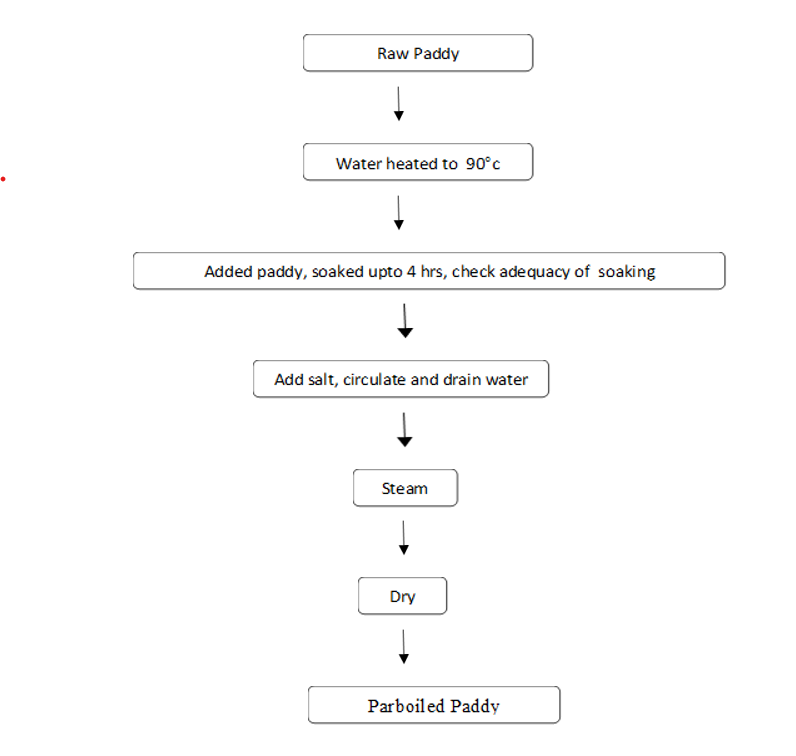 Raw Paddy
Water heated to 90°c
Added paddy, soaked upto 4 hrs, check adequacy of soaking
Add salt, circulate and drain water
Steam
Dry
Parboiled Paddy